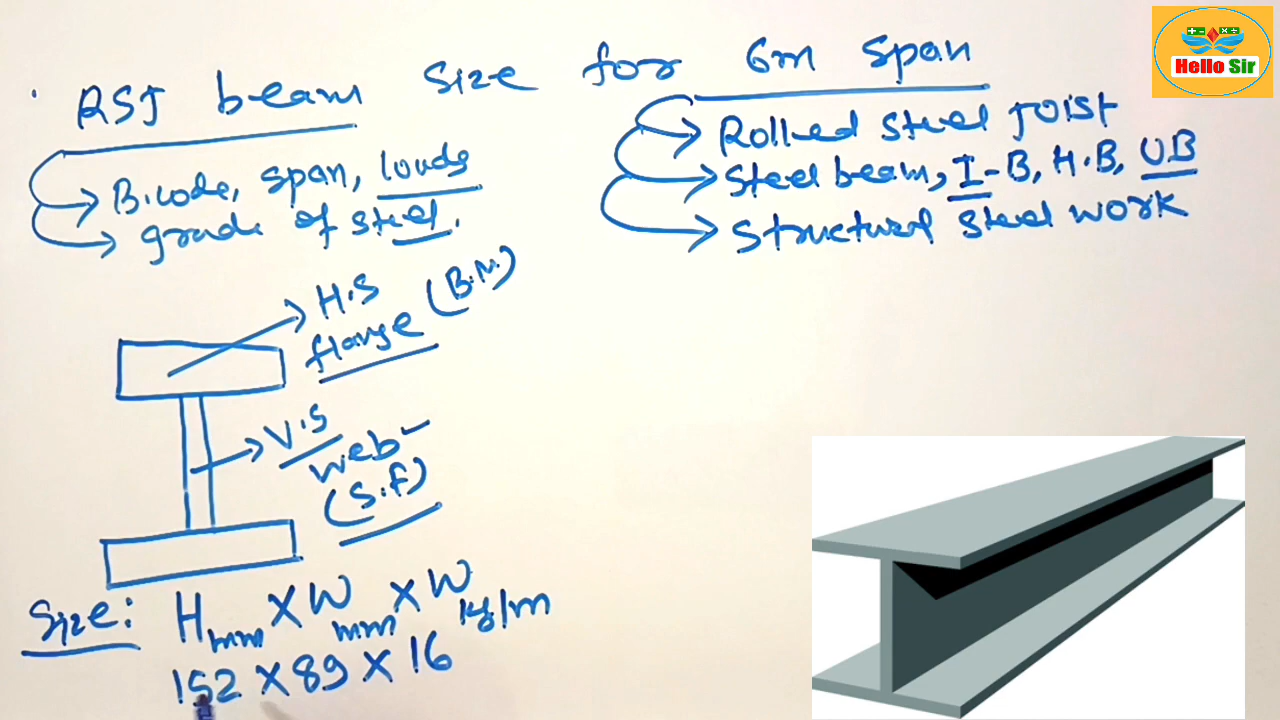 RSJ beam size for 6m span
B.code, span, loads
grade of steel.
Rolled steel joist
Steel beam, I-B, H.B, UB
structural steel work
H.S
flange (B.M)
V.S
web
(S.F)
Size: Hmm X Wmm X W kg/m
152 X 89 X 16
Hello Sir